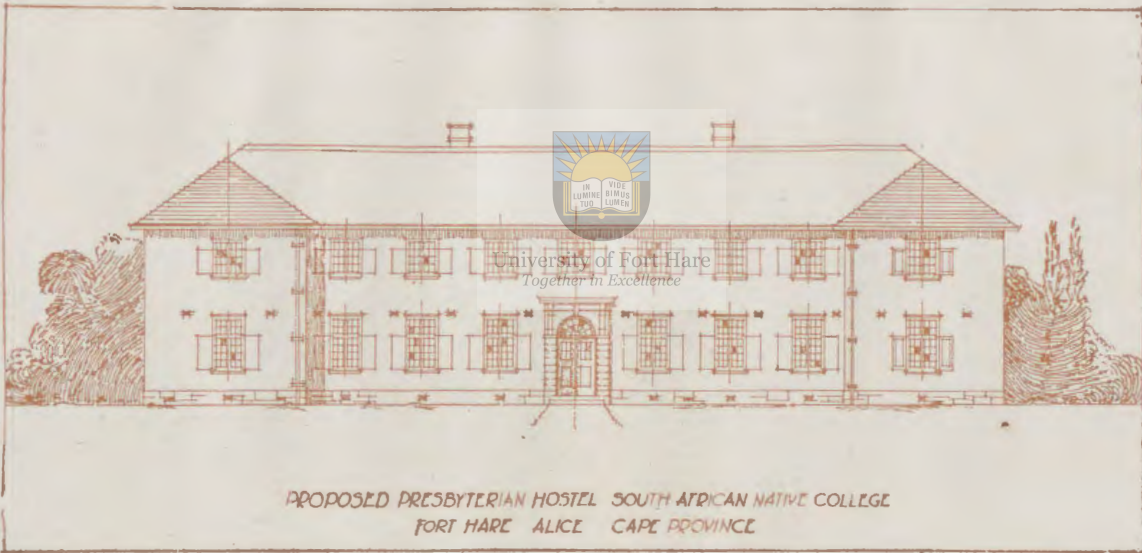 IN LUMINE TUO
VIDE BIMUS LUMEN
University of Fort Hare
Together in Excellence
PROPOSED PRESBYTERIAN HOSTEL SOUTH AFRICAN NATIVE COLLEGE
FORT HARE ALICE CAPE PROVINCE